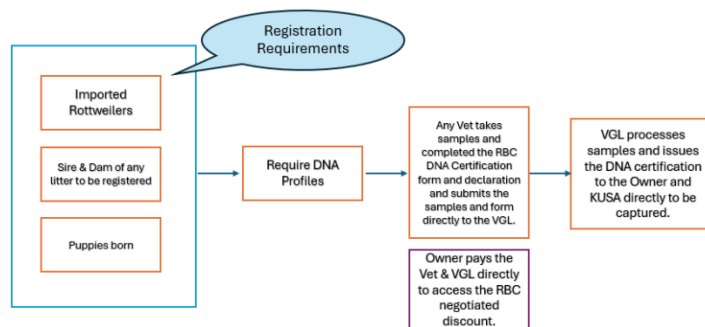 Registration
Requirements
Imported
Rottweilers
Sire & Dam of any
litter to be registered
Puppies born
Require DNA
Profiles
Any Vet takes
samples and
completed the RBC
DNA Certification
form and declaration
and submits the
samples and form
directly to the VGL.
Owner pays the
Vet & VGL directly
to access the RBC
negotiated
discount.
VGL processes
samples and issues
the DNA certification
to the Owner and
KUSA directly to be
captured.